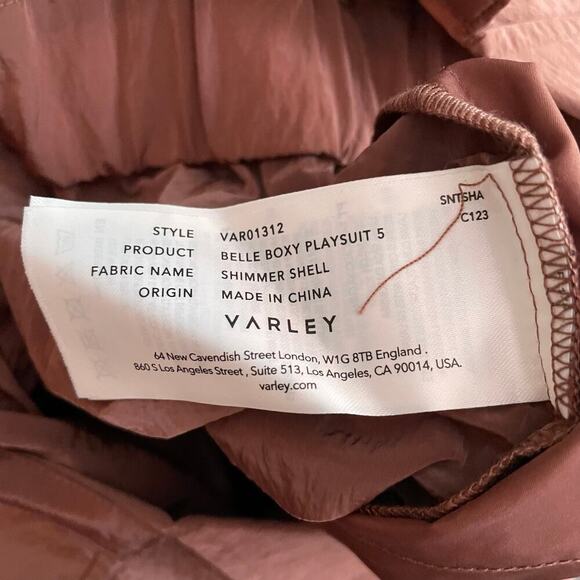 SNTSHA
C123
STYLE VAR01312
PRODUCT BELLE BOXY PLAYSUIT 5
FABRIC NAME SHIMMER SHELL
ORIGIN MADE IN CHINA
VARLEY
64 New Cavendish Street London, W1G 8TB England .
860 S Los Angeles Street , Suite 513, Los Angeles, CA 90014, USA.
varley.com